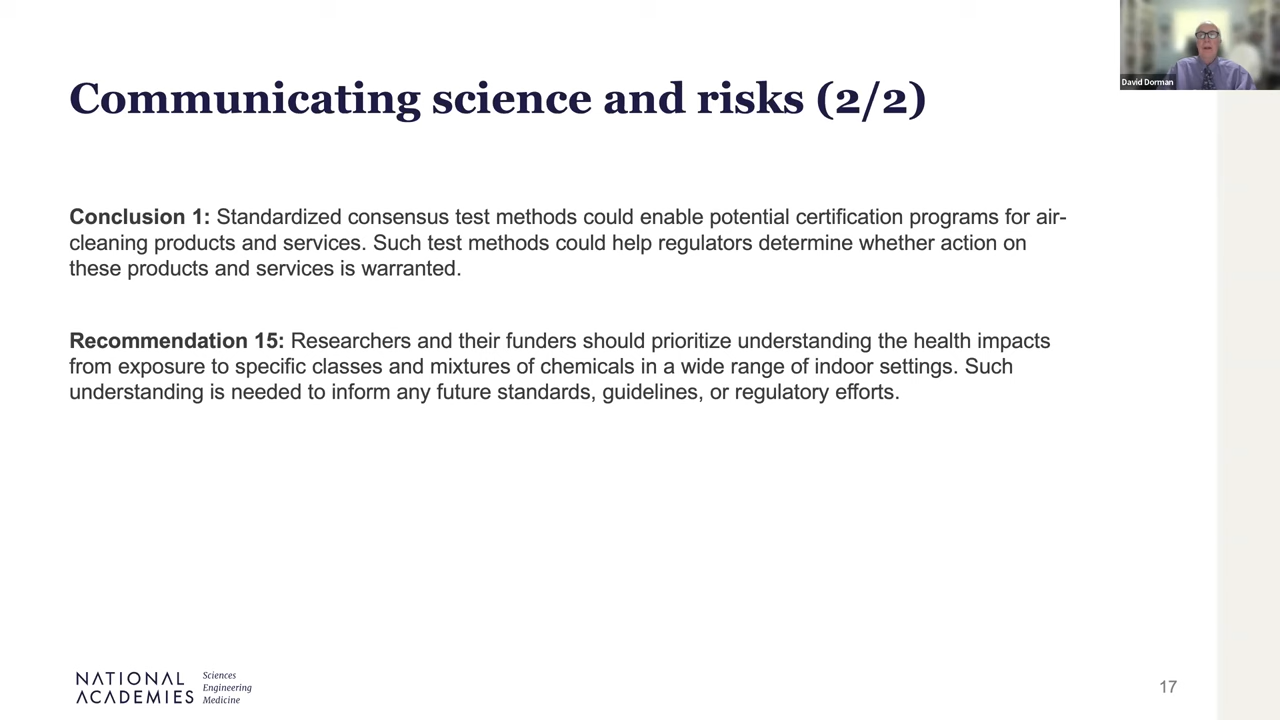 David Dorman
Communicating science and risks (2/2)
Conclusion 1: Standardized consensus test methods could enable potential certification programs for air-
cleaning products and services. Such test methods could help regulators determine whether action on
these products and services is warranted.
Recommendation 15: Researchers and their funders should prioritize understanding the health impacts
from exposure to specific classes and mixtures of chemicals in a wide range of indoor settings. Such
understanding is needed to inform any future standards, guidelines, or regulatory efforts.
NATIONAL
ACADEMIES
Sciences
Engineering
Medicine
17